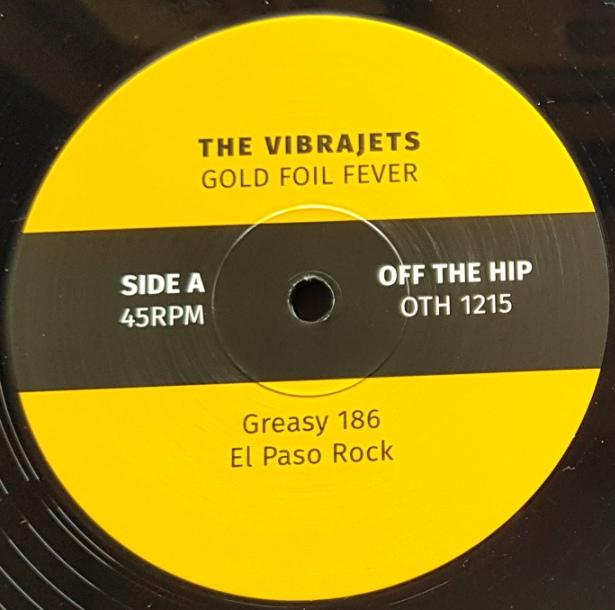 THE VIBRAJETS
GOLD FOIL FEVER
SIDE A
45RPM
OFF THE HIP
OTH 1215
Greasy 186
El Paso Rock